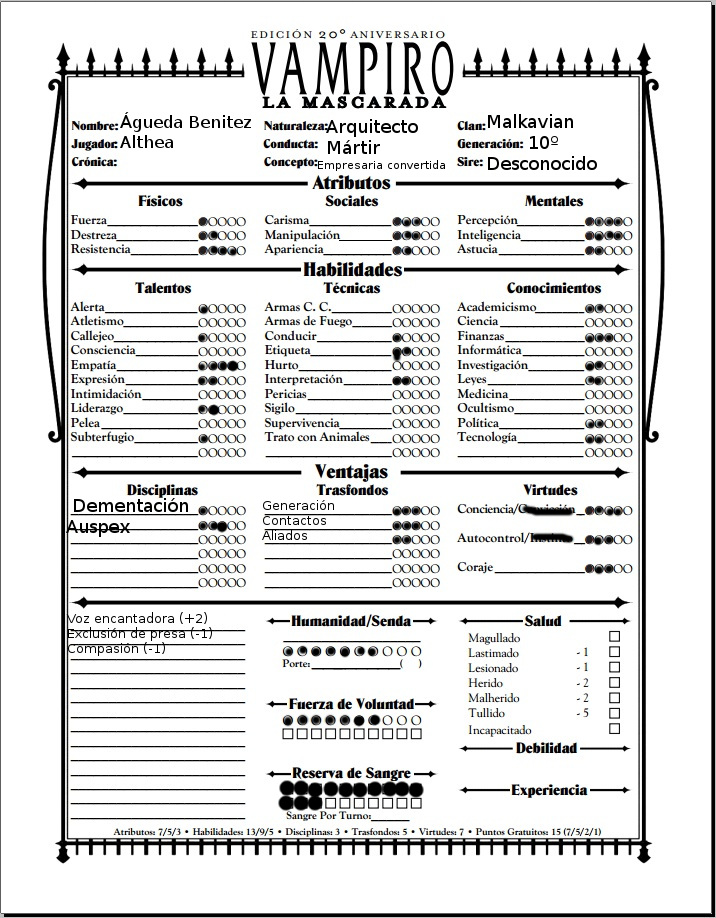 EDICIÓN 20º ANIVERSARIO
VAMPIRO
LA MASCARADA
Nombre: Águeda Benitez Naturaleza: Arquitecto Clan: Malkavian
Jugador: Althea Conducta: Mártir Generación: 10º
Crónica: Concepto: Empresaria convertida Sire: Desconocido
Atributos
Físicos Sociales Mentales
Fuerza Carisma Percepción
Destreza Manipulación Inteligencia
Resistencia Apariencia Astucia
Habilidades
Talentos Técnicas Conocimientos
Alerta Armas C. C. Academicismo
Atletismo Armas de Fuego Ciencia
Callejeo Conducir Finanzas
Consciencia Etiqueta Informática
Empatía Hurto Investigación
Expresión Interpretación Leyes
Intimidación Pericias Medicina
Liderazgo Sigilo Ocultismo
Pelea Supervivencia Política
Subterfugio Trato con Animales Tecnología
Ventajas
Disciplinas Trasfondos Virtudes
Dementación Generación Conciencia/
Auspex Contactos Autocontrol/
Aliados Coraje
Voz encantadora (+2) Humanidad/Senda Salud
Exclusión de presa (-1) Magullado
Compasión (-1) Lastimado - 1
Porte: ( ) Lesionado - 1
Herido - 2
Fuerza de Voluntad Malherido - 2
Tullido - 5
Incapacitado
Debilidad
Reserva de Sangre
Experiencia
Sangre Por Turno:
Atributos: 7/5/3 • Habilidades: 13/9/5 • Disciplinas: 3 • Trasfondos: 5 • Virtudes: 7 • Puntos Gratuitos: 15 (7/5/2/1)